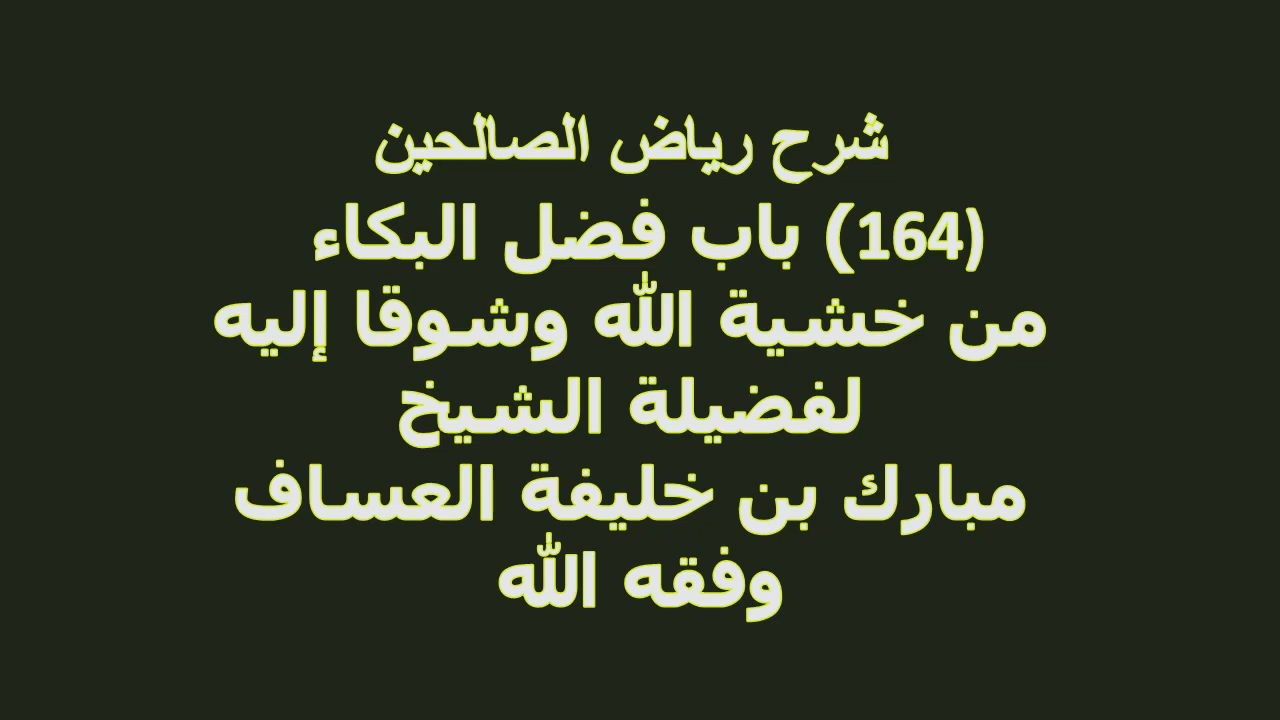 شرح رياض الصالحين
(164) باب فضل البكاء
من خشية الله وشوقا إليه
لفضيلة الشيخ
مبارك بن خليفة العساف
وفقه الله